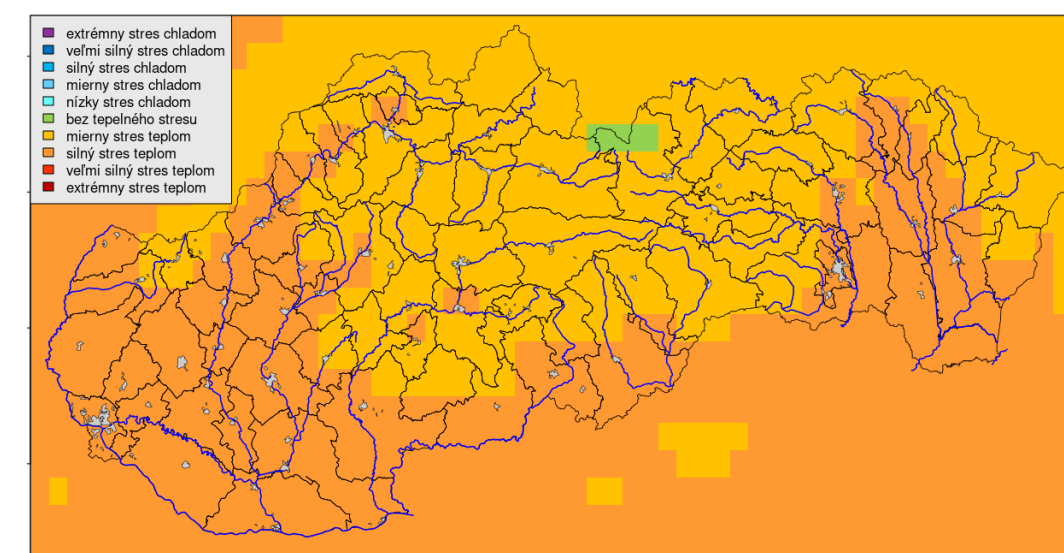 extrémny stres chladom
veľmi silný stres chladom
silný stres chladom
mierny stres chladom
nízky stres chladom
bez tepelného stresu
mierny stres teplom
silný stres teplom
veľmi silný stres teplom
extrémny stres teplom